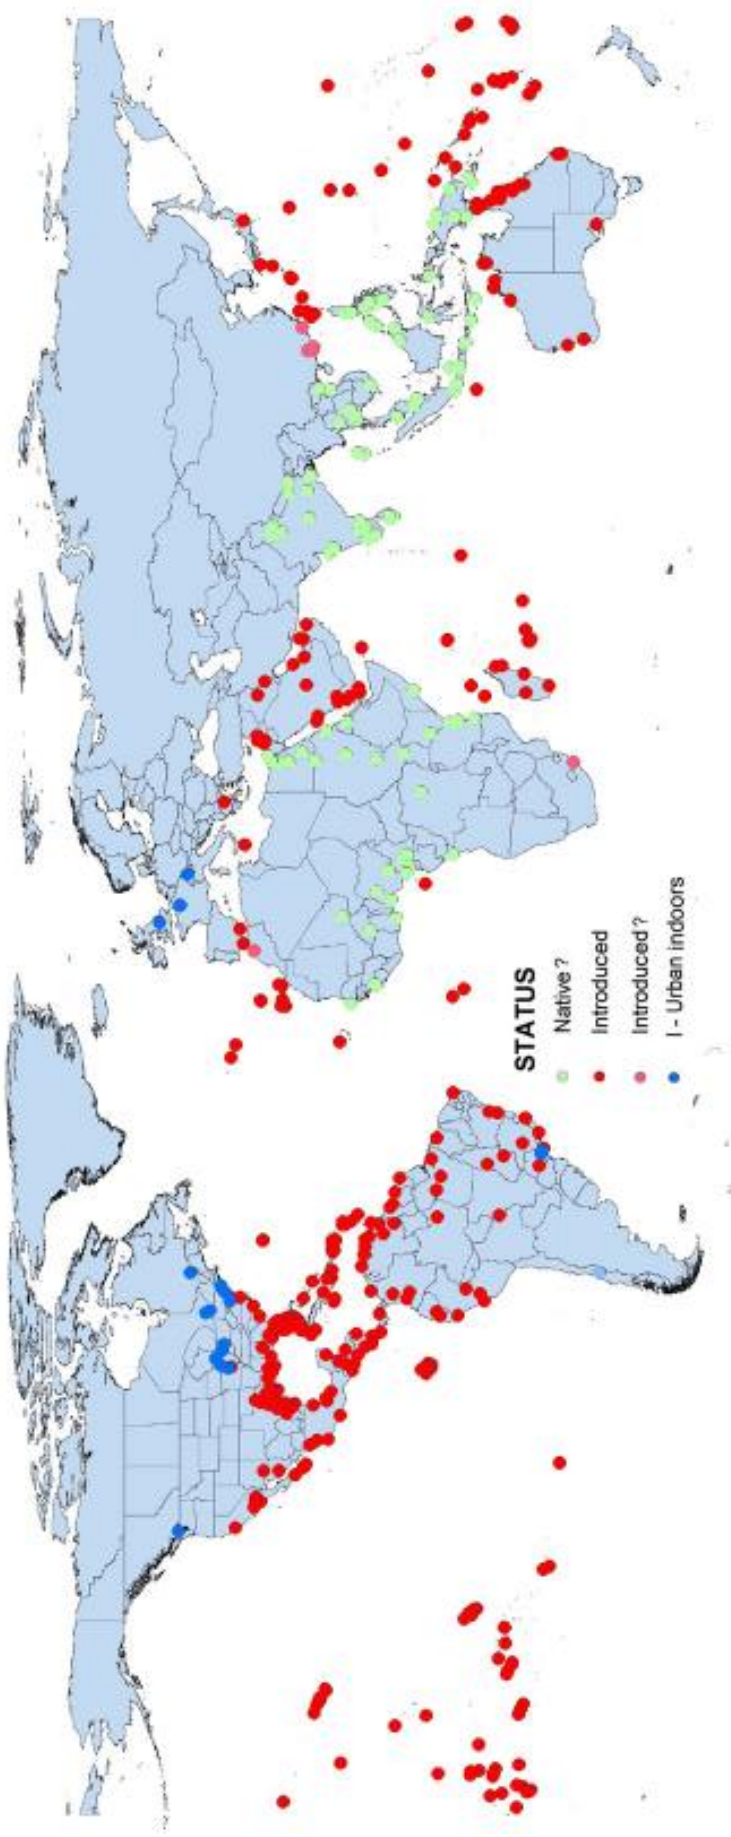 STATUS
Native ?
Introduced
Introduced ?
I - Urban indoors